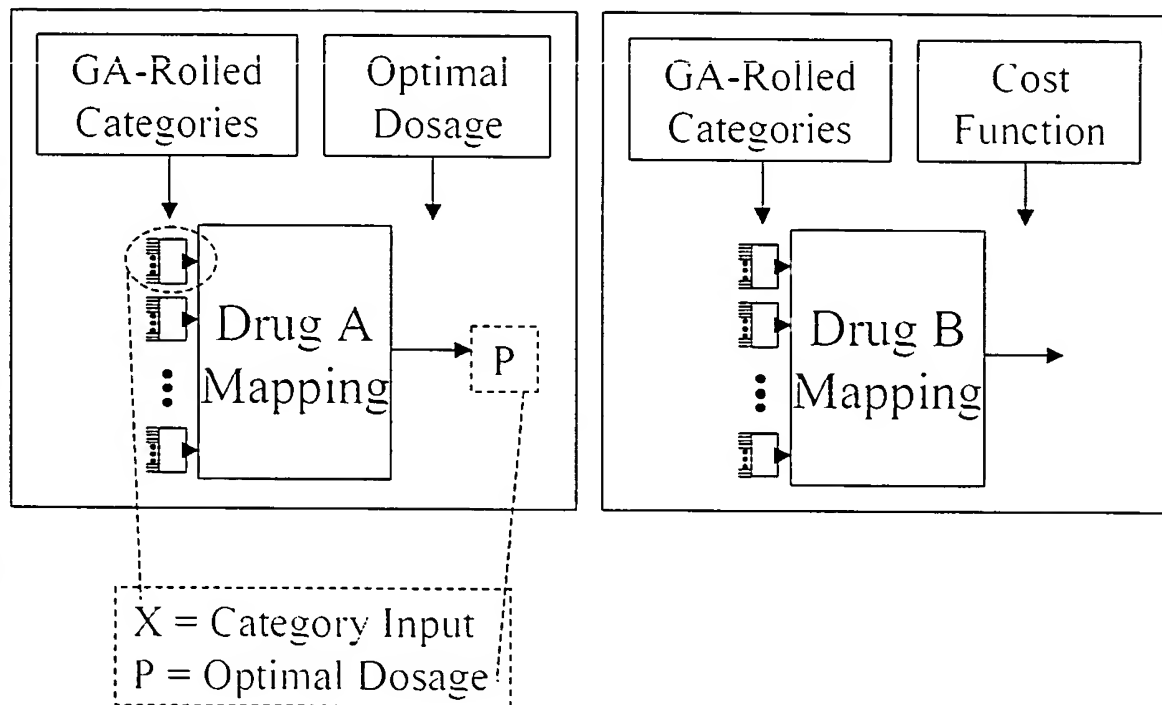 GA-Rolled
Categories
Optimal
Dosage
Drug A
Mapping
P
GA-Rolled
Categories
Cost
Function
Drug B
Mapping
X = Category Input
P = Optimal Dosage